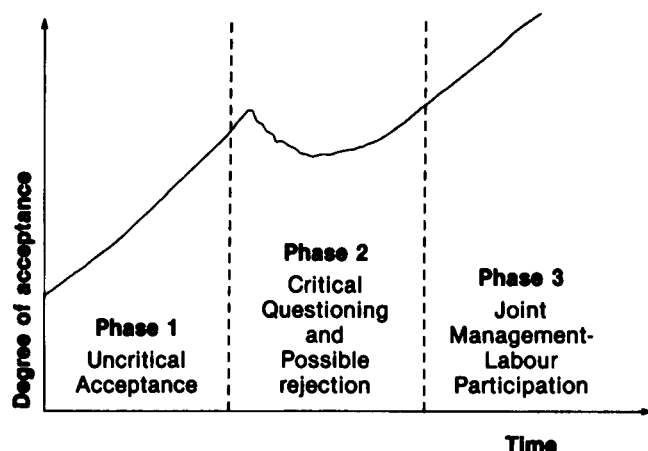 Degree of acceptance
Phase 1
Uncritical
Acceptance
Phase 2
Critical
Questioning
and
Possible
rejection
Phase 3
Joint
Management-
Labour
Participation
Time